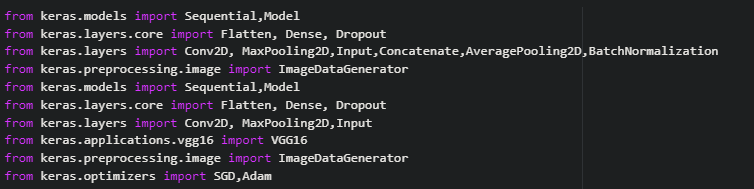 from keras.models import Sequential,Model
from keras.layers.core import Flatten, Dense, Dropout
from keras.layers import Conv2D, MaxPooling2D,Input,Concatenate,AveragePooling2D,BatchNormalization
from keras.preprocessing.image import ImageDataGenerator
from keras.models import Sequential,Model
from keras.layers.core import Flatten, Dense, Dropout
from keras.layers import Conv2D, MaxPooling2D,Input
from keras.applications.vgg16 import VGG16
from keras.preprocessing.image import ImageDataGenerator
from keras.optimizers import SGD,Adam